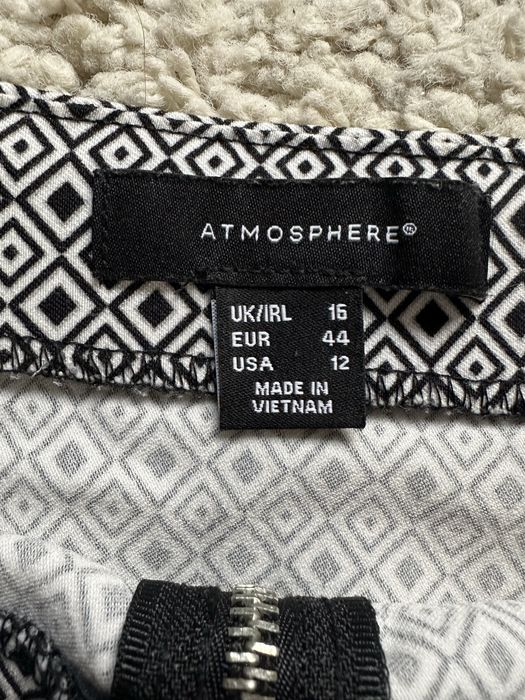 ATMOSPHERE®
UK/IRL 16
EUR 44
USA 12
MADE IN
VIETNAM